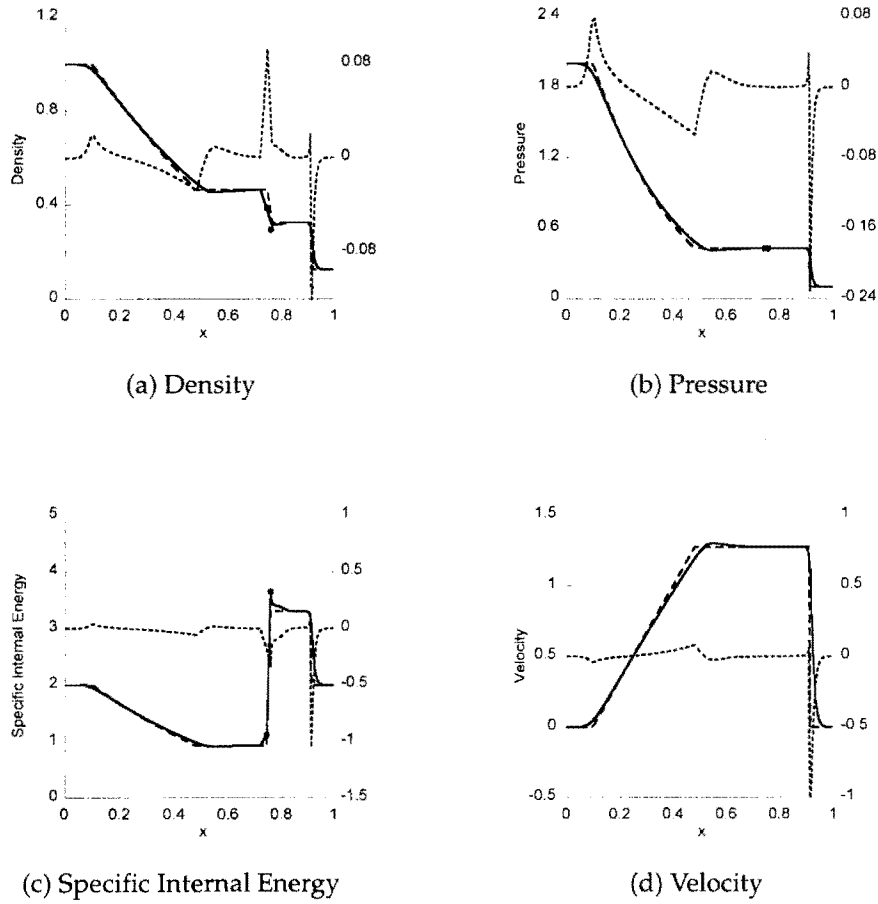 1.2
0.08
0.8
Density
0
0.4
-0.08
0
0 0.2 0.4 0.6 0.8 1
x
(a) Density
2.4
0.08
1.8
0
Pressure
1.2
-0.08
0.6
-0.16
0
-0.24
0 0.2 0.4 0.6 0.8 1
x
(b) Pressure
5
1
4
0.5
Specific Internal Energy
3
0
2
-0.5
1
-1
0
-1.5
0 0.2 0.4 0.6 0.8 1
x
(c) Specific Internal Energy
1.5
1
1
0.5
Velocity
0.5
0
0
-0.5
-0.5
-1
0 0.2 0.4 0.6 0.8 1
x
(d) Velocity